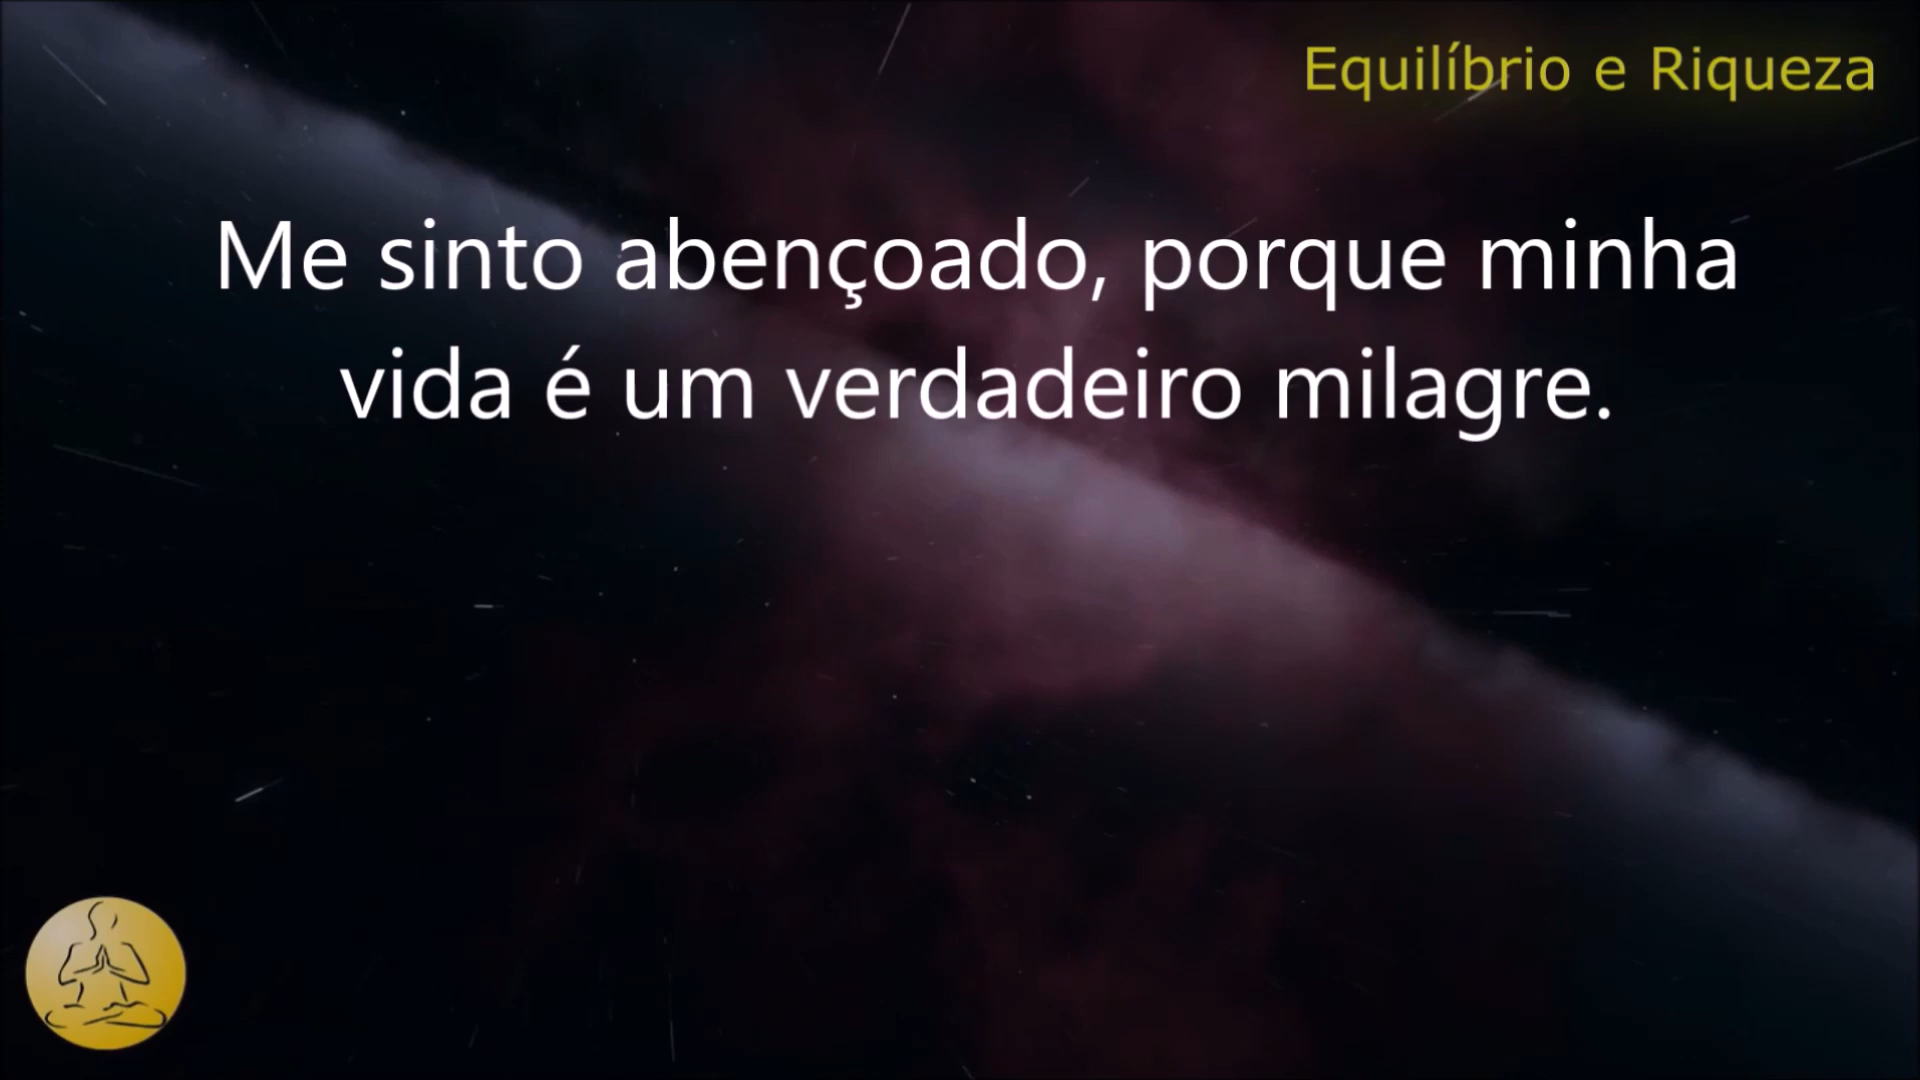 Equilíbrio e Riqueza
Me sinto abençoado, porque minha
vida é um verdadeiro milagre.